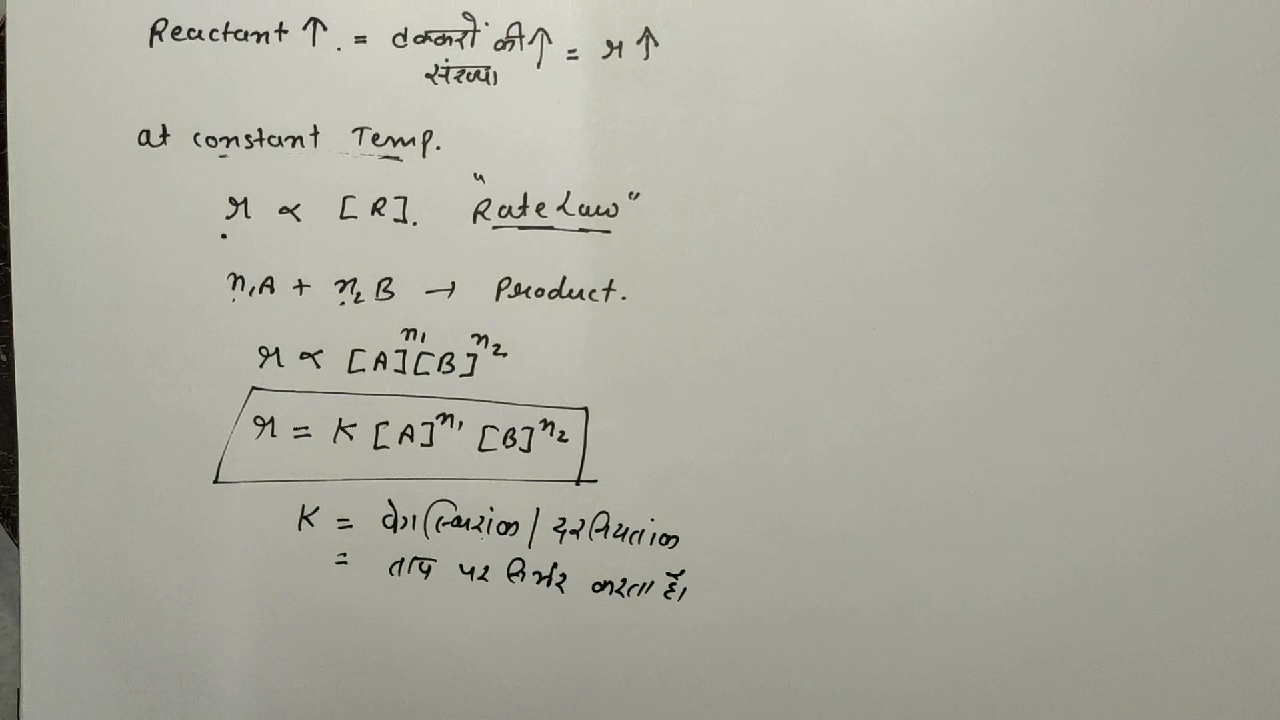 Reactant ↑. = टक्करों की ↑ = r ↑
संख्या
at constant Temp.
r ∝ [R]. "Rate Law"
n₁A + n₂B → Product.
r ∝ [A]ⁿ¹[B]ⁿ²
r = K [A]ⁿ¹ [B]ⁿ²
K = वेग स्थिरांक / दर नियतांक
= ताप पर निर्भर करता है।